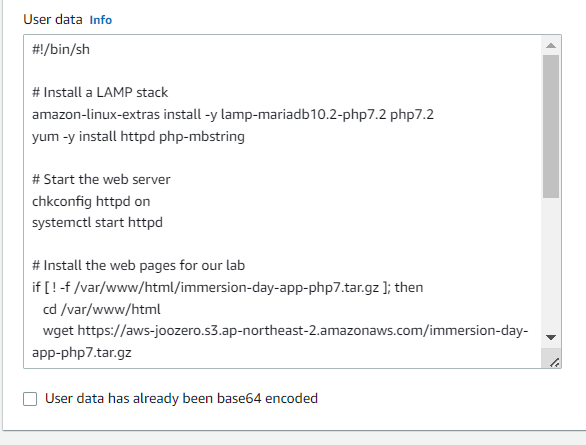 User data Info
#!/bin/sh
# Install a LAMP stack
amazon-linux-extras install -y lamp-mariadb10.2-php7.2 php7.2
yum -y install httpd php-mbstring
# Start the web server
chkconfig httpd on
systemctl start httpd
# Install the web pages for our lab
if [ ! -f /var/www/html/immersion-day-app-php7.tar.gz ]; then
cd /var/www/html
wget https://aws-joozero.s3.ap-northeast-2.amazonaws.com/immersion-day-
app-php7.tar.gz
User data has already been base64 encoded